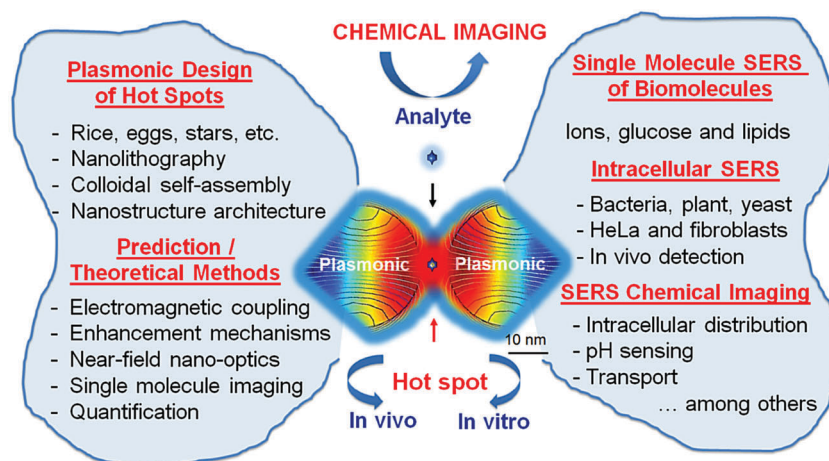 Plasmonic Design
of Hot Spots
- Rice, eggs, stars, etc.
- Nanolithography
- Colloidal self-assembly
- Nanostructure architecture
Prediction /
Theoretical Methods
- Electromagnetic coupling
- Enhancement mechanisms
- Near-field nano-optics
- Single molecule imaging
- Quantification
CHEMICAL IMAGING
Analyte
Plasmonic
Plasmonic
10 nm
Hot spot
In vivo
In vitro
Single Molecule SERS
of Biomolecules
Ions, glucose and lipids
Intracellular SERS
- Bacteria, plant, yeast
- HeLa and fibroblasts
- In vivo detection
SERS Chemical Imaging
- Intracellular distribution
- pH sensing
- Transport
... among others